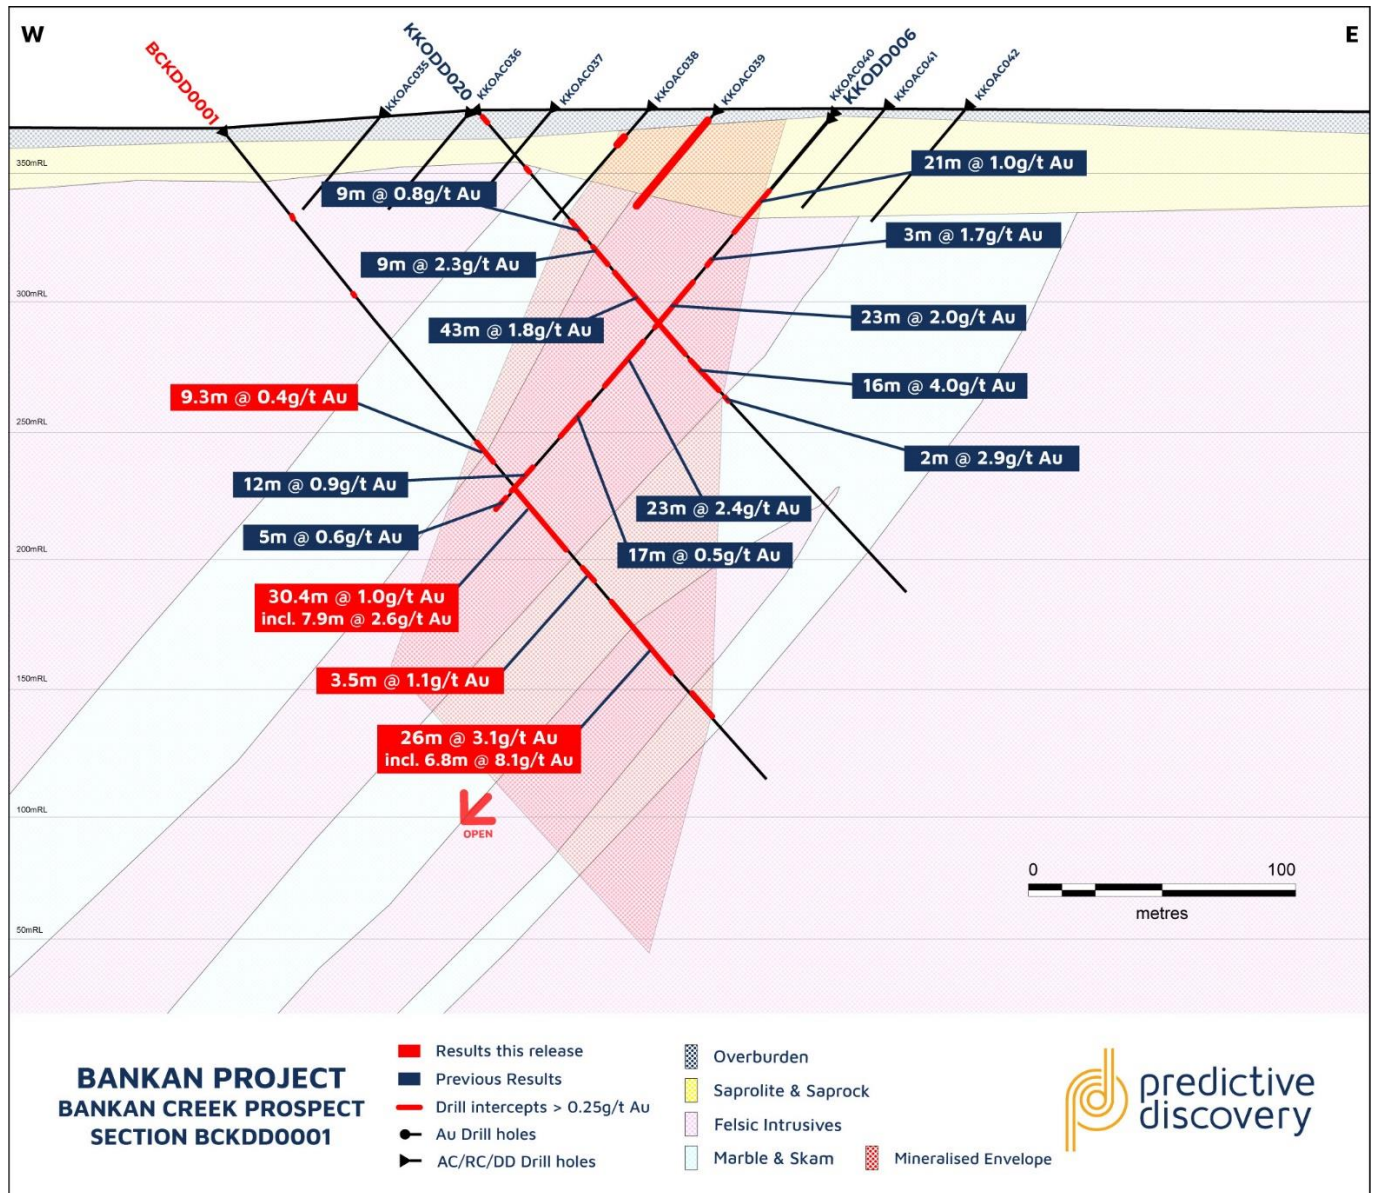 W
E
BCKDD0001
KKOAC035
KKODD020
KKOAC036
KKOAC037
KKOAC038
KKOAC039
KKOAC040
KKODD006
KKOAC041
KKOAC042
350mRL
300mRL
250mRL
200mRL
150mRL
100mRL
50mRL
9m @ 0.8g/t Au
21m @ 1.0g/t Au
9m @ 2.3g/t Au
3m @ 1.7g/t Au
43m @ 1.8g/t Au
23m @ 2.0g/t Au
9.3m @ 0.4g/t Au
16m @ 4.0g/t Au
12m @ 0.9g/t Au
2m @ 2.9g/t Au
5m @ 0.6g/t Au
23m @ 2.4g/t Au
17m @ 0.5g/t Au
30.4m @ 1.0g/t Au
incl. 7.9m @ 2.6g/t Au
3.5m @ 1.1g/t Au
26m @ 3.1g/t Au
incl. 6.8m @ 8.1g/t Au
OPEN
0 100
metres
BANKAN PROJECT
BANKAN CREEK PROSPECT
SECTION BCKDD0001
Results this release
Previous Results
Drill intercepts > 0.25g/t Au
Au Drill holes
AC/RC/DD Drill holes
Overburden
Saprolite & Saprock
Felsic Intrusives
Marble & Skam
Mineralised Envelope
predictive
discovery